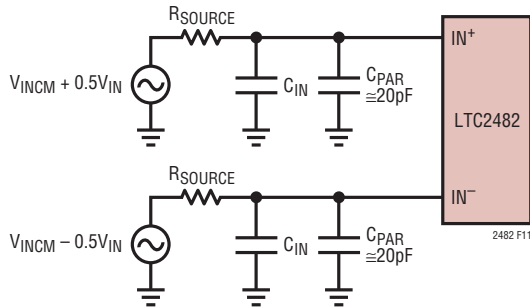 RSOURCE
VINCM + 0.5VIN
CIN
CPAR
≅20pF
IN+
LTC2482
RSOURCE
VINCM – 0.5VIN
CIN
CPAR
≅20pF
IN–
2482 F11